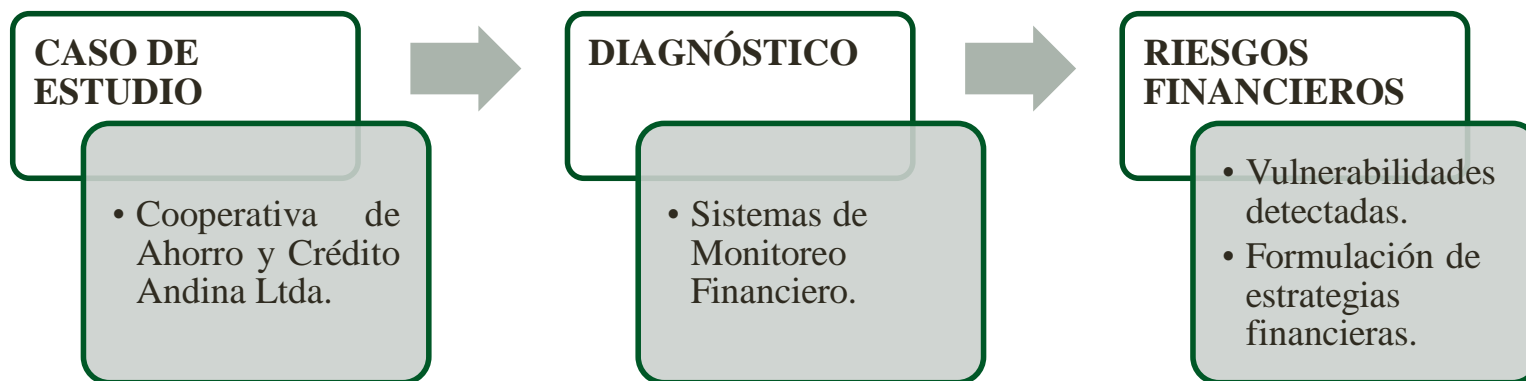 CASO DE
ESTUDIO
• Cooperativa de
Ahorro y Crédito
Andina Ltda.
DIAGNÓSTICO
• Sistemas de
Monitoreo
Financiero.
RIESGOS
FINANCIEROS
• Vulnerabilidades
detectadas.
• Formulación de
estrategias
financieras.